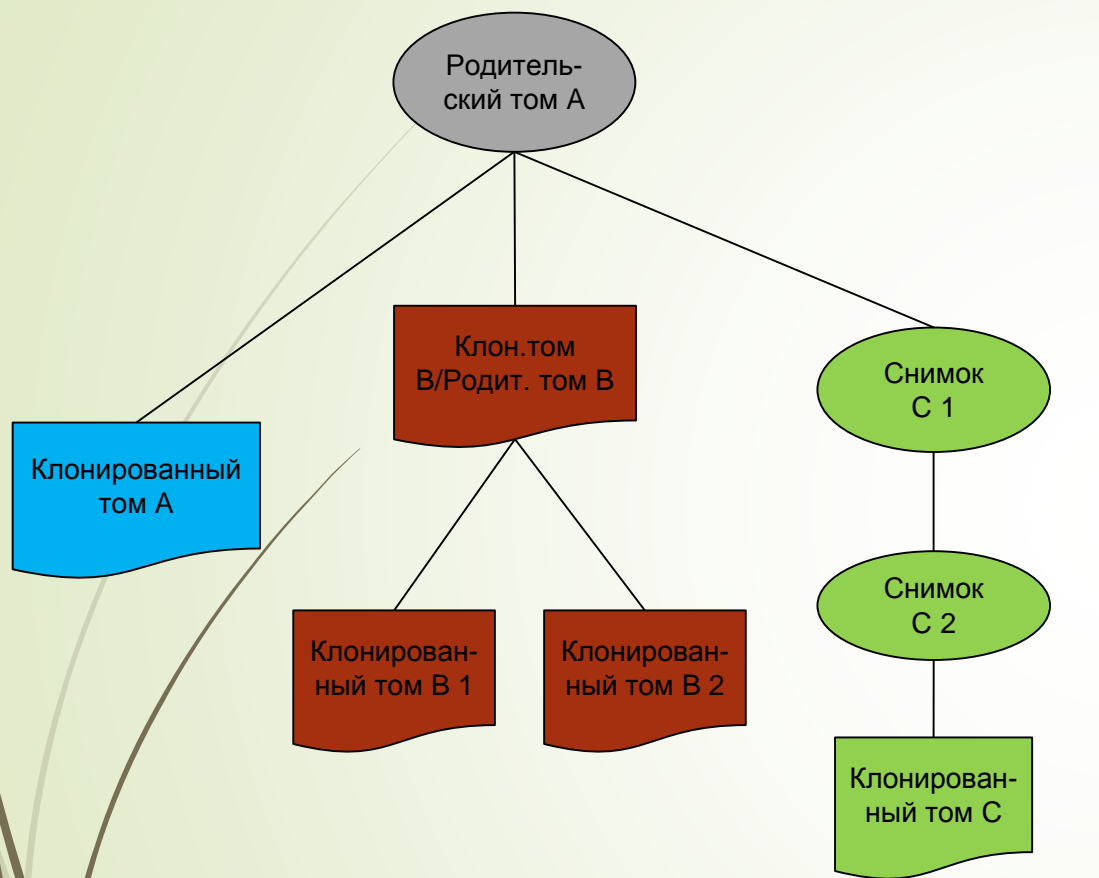 Родитель-
ский том А
Клон.том
В/Родит. том В
Снимок
С 1
Клонированный
том А
Снимок
С 2
Клонирован-
ный том В 1
Клонирован-
ный том В 2
Клонирован-
ный том С